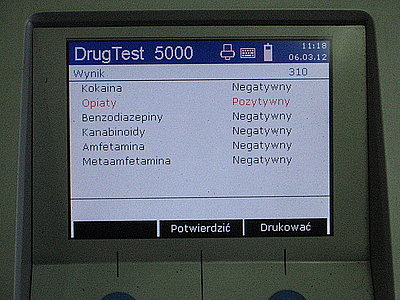 DrugTest 5000
11:18
06.03.12
Wynik 310
Kokaina Negatywny
Opiaty Pozytywny
Benzodiazepiny Negatywny
Kanabinoidy Negatywny
Amfetamina Negatywny
Metaamfetamina Negatywny
Potwierdzić Drukować